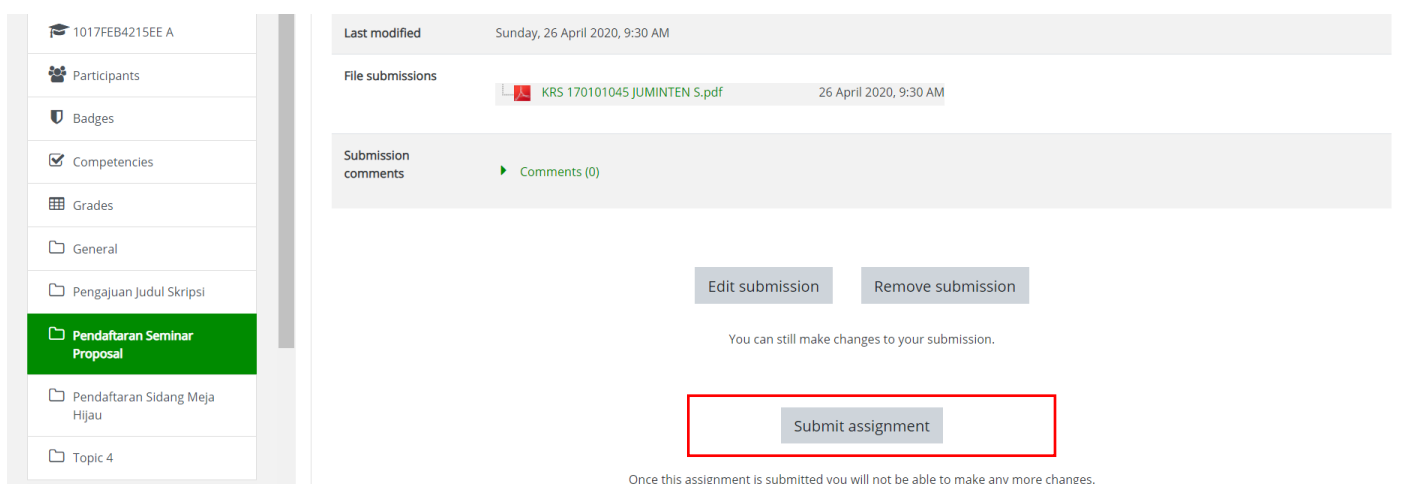 1017FEB4215EE A
Participants
Badges
Competencies
Grades
General
Pengajuan Judul Skripsi
Pendaftaran Seminar
Proposal
Pendaftaran Sidang Meja
Hijau
Topic 4
Last modified Sunday, 26 April 2020, 9:30 AM
File submissions
KRS 170101045 JUMINTEN S.pdf 26 April 2020, 9:30 AM
Submission
comments
Comments (0)
Edit submission Remove submission
You can still make changes to your submission.
Submit assignment
Once this assignment is submitted you will not be able to make any more changes.